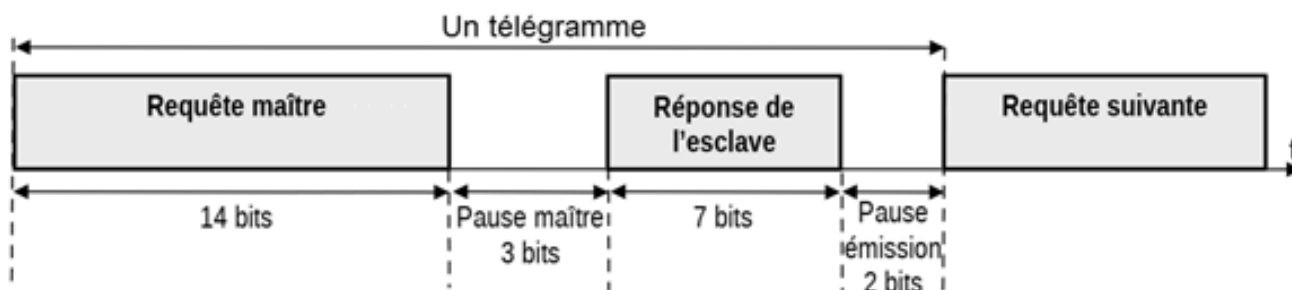 Un télégramme
Requête maître
Réponse de
l'esclave
Requête suivante
t
14 bits
Pause maître
3 bits
7 bits
Pause
émission
2 bits